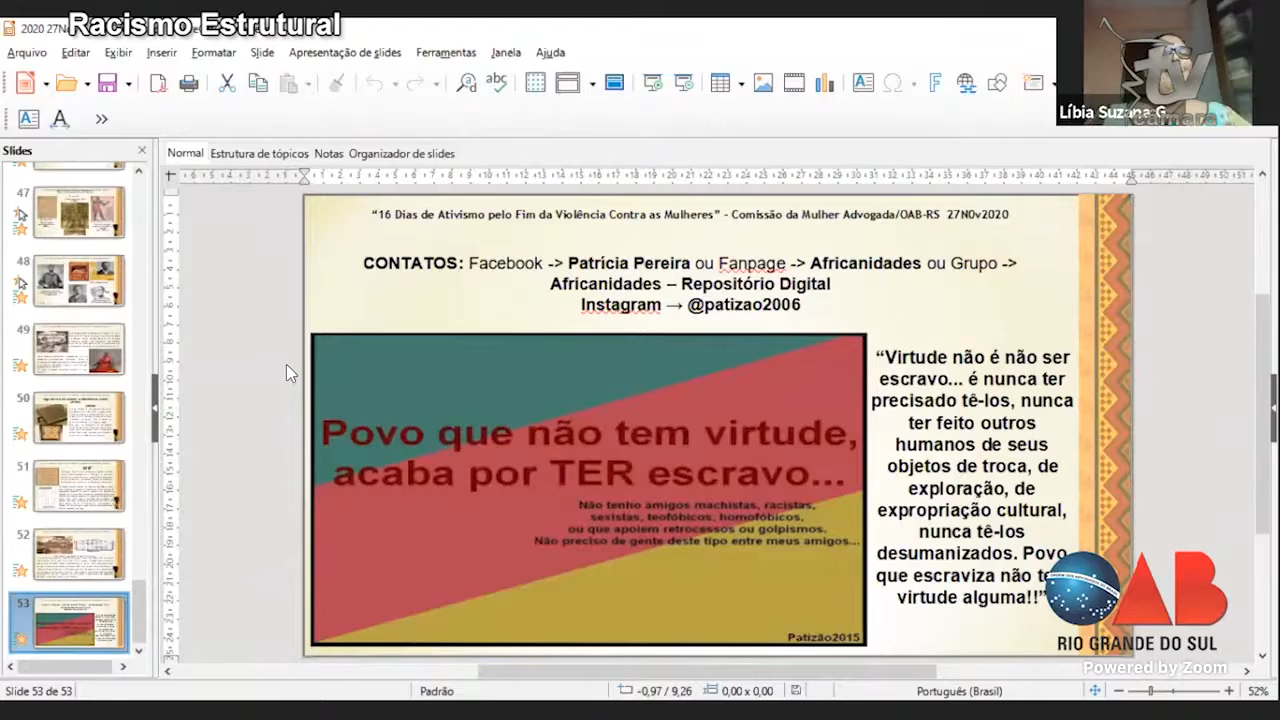 Racismo Estrutural
2020 27No
Arquivo Editar Exibir Inserir Formatar Slide Apresentação de slides Ferramentas Janela Ajuda
tv
câmara
Líbia Suzana G
Slides
Normal Estrutura de tópicos Notas Organizador de slides
47
48
49
50
51
52
53
“16 Dias de Ativismo pelo Fim da Violência Contra as Mulheres” - Comissão da Mulher Advogada/OAB-RS 27NOv2020
CONTATOS: Facebook -> Patrícia Pereira ou Fanpage -> Africanidades ou Grupo ->
Africanidades – Repositório Digital
Instagram → @patizao2006
Povo que não tem virtude,
acaba por TER escravo...
Não tenho amigos machistas, racistas,
sexistas, teofóbicos, homofóbicos,
ou que apoiem retrocessos ou golpismos.
Não preciso de gente deste tipo entre meus amigos...
Patizão2015
“Virtude não é não ser
escravo... é nunca ter
precisado tê-los, nunca
ter feito outros
humanos de seus
objetos de troca, de
exploração, de
expropriação cultural,
nunca tê-los
desumanizados. Povo
que escraviza não te
virtude alguma!!”
OAB
RIO GRANDE DO SUL
Powered by Zoom
Slide 53 de 53 Padrão -0,97 / 9,26 0,00 x 0,00 Português (Brasil) 52%